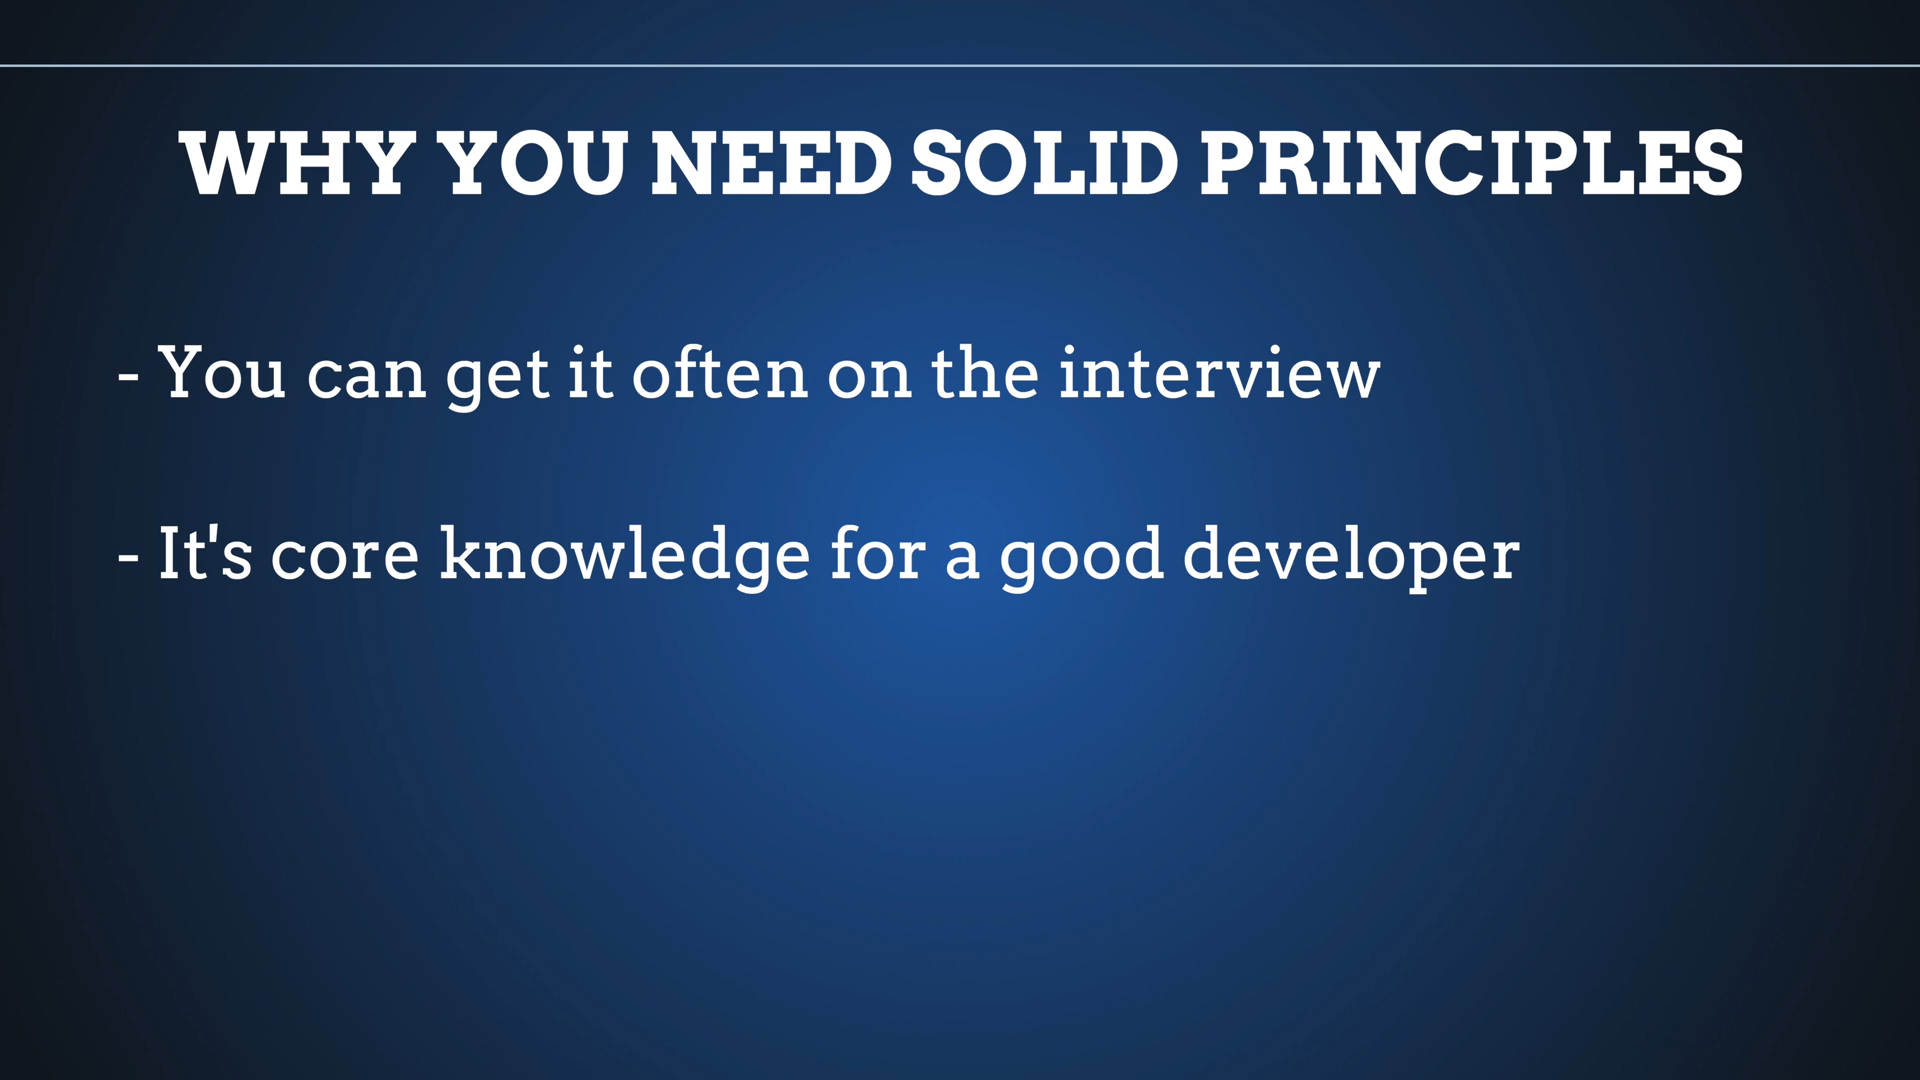 WHY YOU NEED SOLID PRINCIPLES
- You can get it often on the interview
- It's core knowledge for a good developer